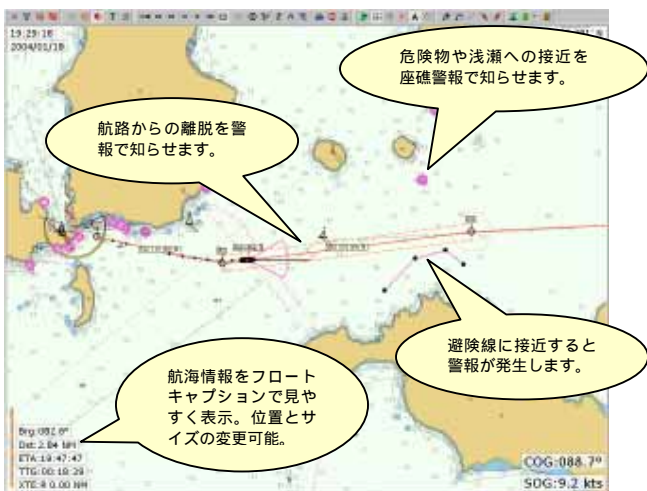 19:29:18
2004/01/18
危険物や浅瀬への接近を
座礁警報で知らせます。
航路からの離脱を警
報で知らせます。
避険線に接近すると
警報が発生します。
航海情報をフロート
キャプションで見や
すく表示。位置とサ
イズの変更可能。
Brg:082.8°
Dst:2.84 NM
ETA:19:47:47
TTG:00:18:29
XTE:R 0.00 NM
COG:088.7°
SOG:9.2 kts